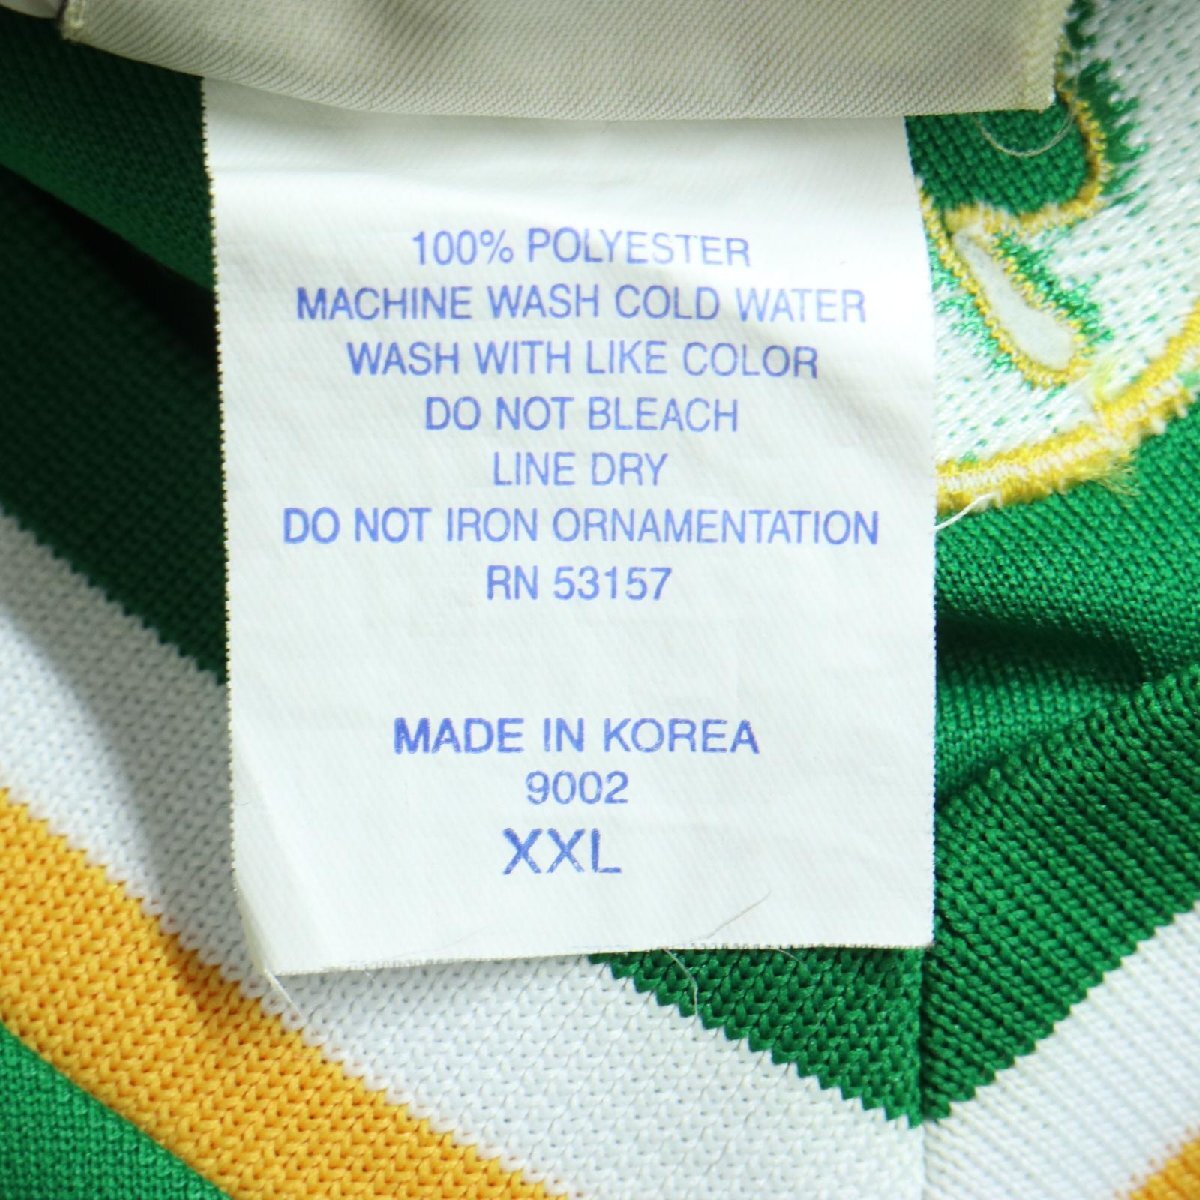 100% POLYESTER
MACHINE WASH COLD WATER
WASH WITH LIKE COLOR
DO NOT BLEACH
LINE DRY
DO NOT IRON ORNAMENTATION
RN 53157
MADE IN KOREA
9002
XXL